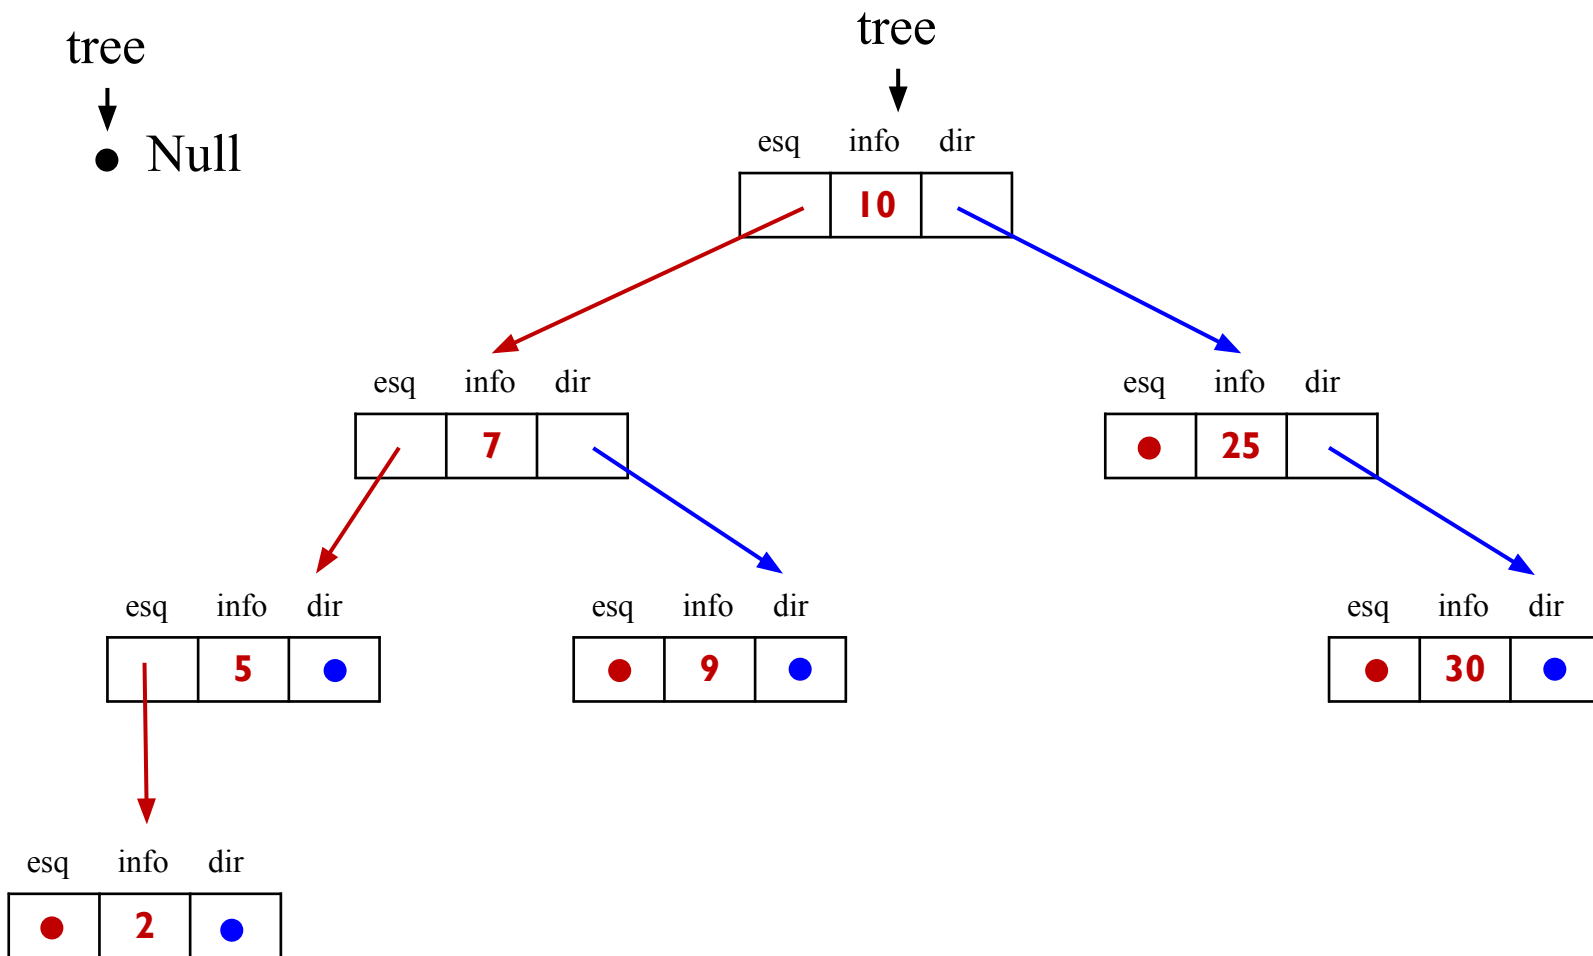 tree
Null
tree
esq info dir
10
esq info dir
7
esq info dir
25
esq info dir
5
esq info dir
9
esq info dir
30
esq info dir
2